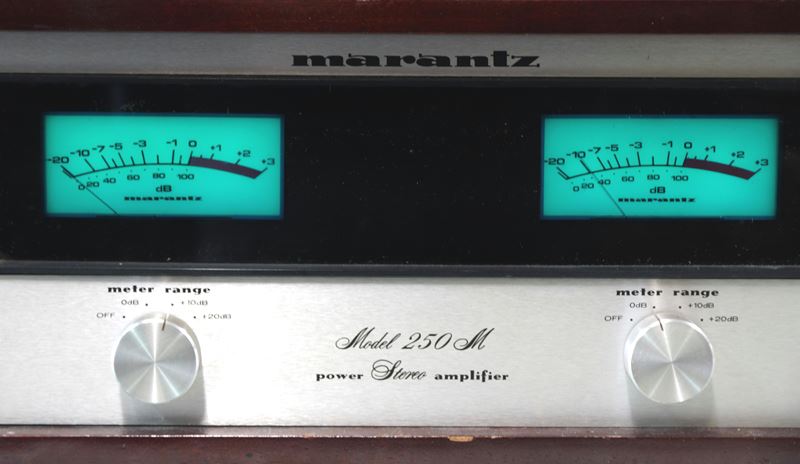 marantz
-20 -10 -7 -5 -3 -1 0 +1 +2 +3
0 20 40 60 80 100
dB
marantz
-20 -10 -7 -5 -3 -1 0 +1 +2 +3
0 20 40 60 80 100
dB
marantz
meter range
0dB +10dB
OFF +20dB
meter range
0dB +10dB
OFF +20dB
Model 250 M
power Stereo amplifier